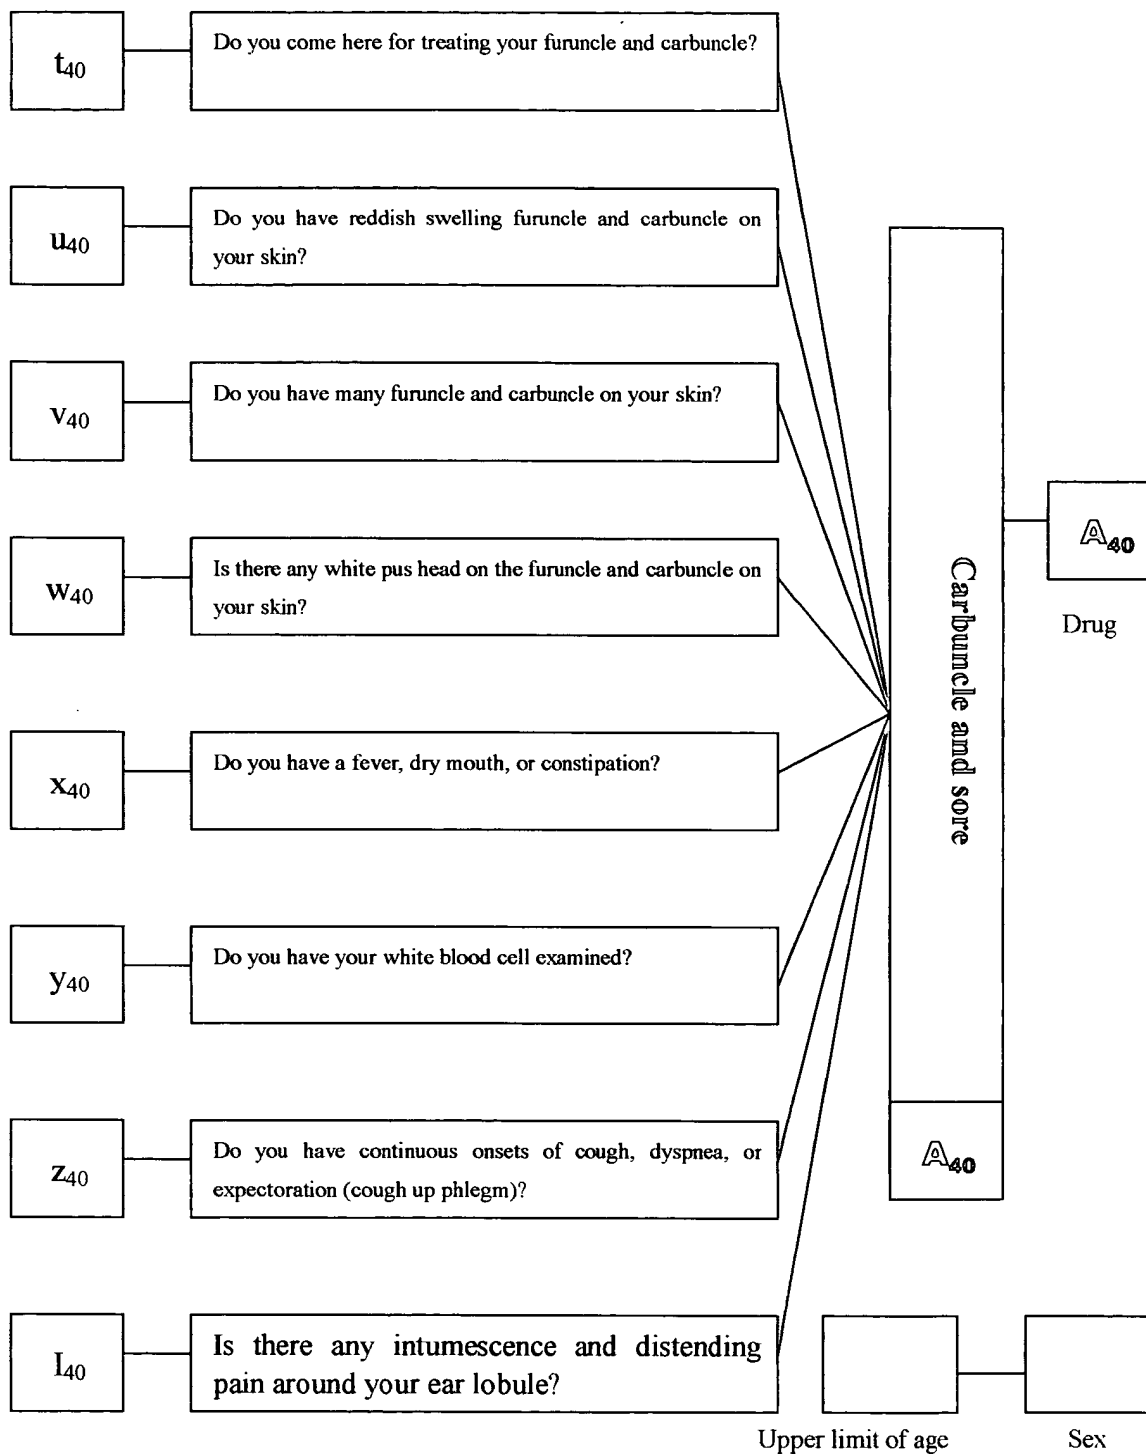 t40
Do you come here for treating your furuncle and carbuncle?
u40
Do you have reddish swelling furuncle and carbuncle on
your skin?
v40
Do you have many furuncle and carbuncle on your skin?
w40
Is there any white pus head on the furuncle and carbuncle on
your skin?
x40
Do you have a fever, dry mouth, or constipation?
y40
Do you have your white blood cell examined?
z40
Do you have continuous onsets of cough, dyspnea, or
expectoration (cough up phlegm)?
I40
Is there any intumescence and distending
pain around your ear lobule?
Carbuncle and sore
A40
A40
Drug
Upper limit of age
Sex